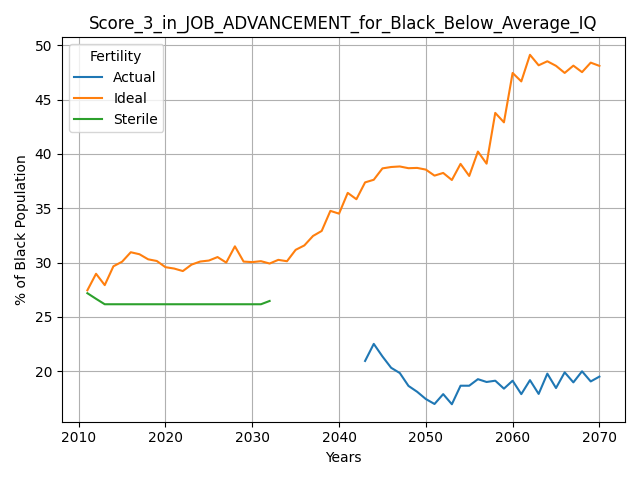 Score_3_in_JOB_ADVANCEMENT_for_Black_Below_Average_IQ
Fertility
Actual
Ideal
Sterile
% of Black Population
50
45
40
35
30
25
20
2010 2020 2030 2040 2050 2060 2070
Years